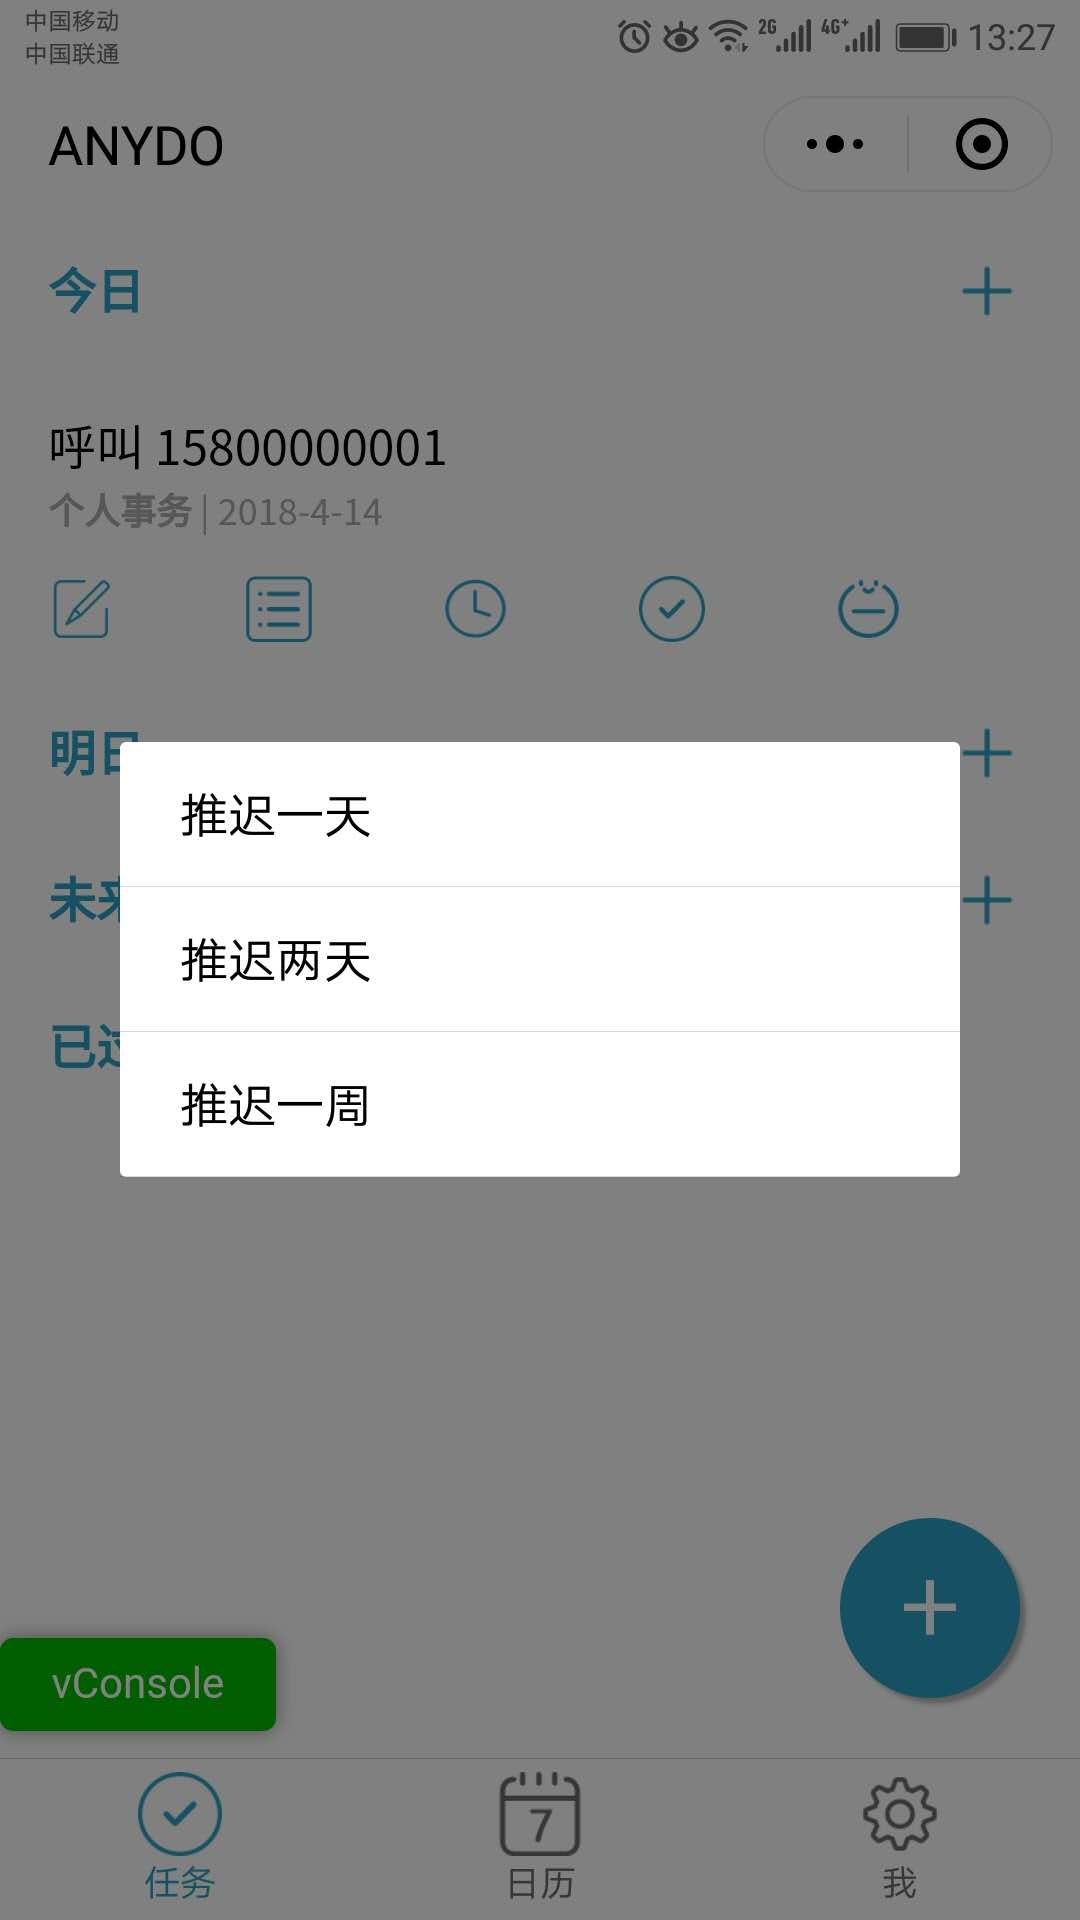 中国移动
中国联通
2G 4G+ 13:27
ANYDO
今日
呼叫 15800000001
个人事务 | 2018-4-14
明日
推迟一天
未来
推迟两天
已过
推迟一周
vConsole
7
任务 日历 我